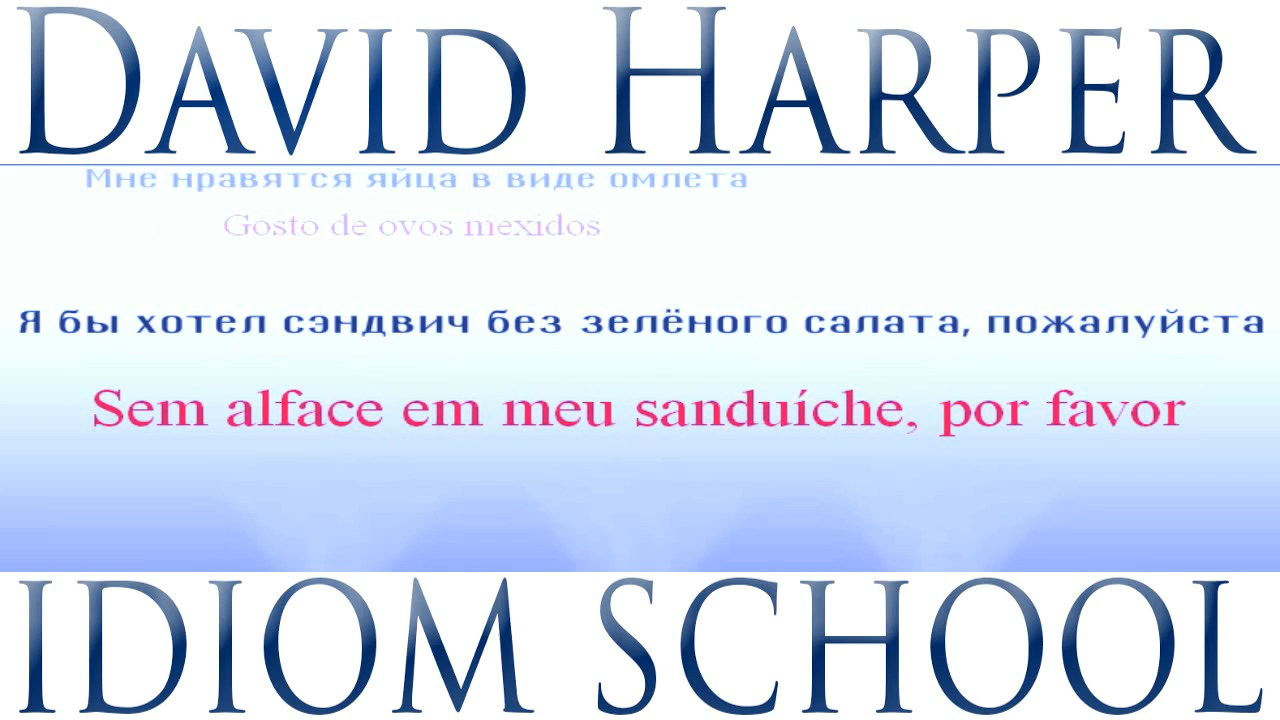 DAVID HARPER
Мне нравятся яйца в виде омлета
Gosto de ovos mexidos
Я бы хотел сэндвич без зелёного салата, пожалуйста
Sem alface em meu sanduíche, por favor
IDIOM SCHOOL